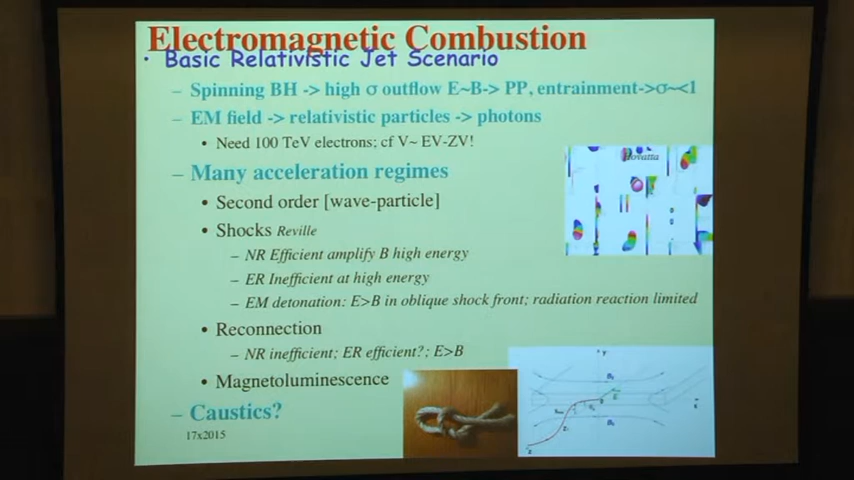 Electromagnetic Combustion
• Basic Relativistic Jet Scenario
– Spinning BH -> high σ outflow E~B-> PP, entrainment->σ~<1
– EM field -> relativistic particles -> photons
• Need 100 TeV electrons; cf V~ EV-ZV!
Hovatta
– Many acceleration regimes
• Second order [wave-particle]
• Shocks Reville
– NR Efficient amplify B high energy
– ER Inefficient at high energy
– EM detonation: E>B in oblique shock front; radiation reaction limited
• Reconnection
– NR inefficient; ER efficient?; E>B
• Magnetoluminescence
– Caustics?
17x2015